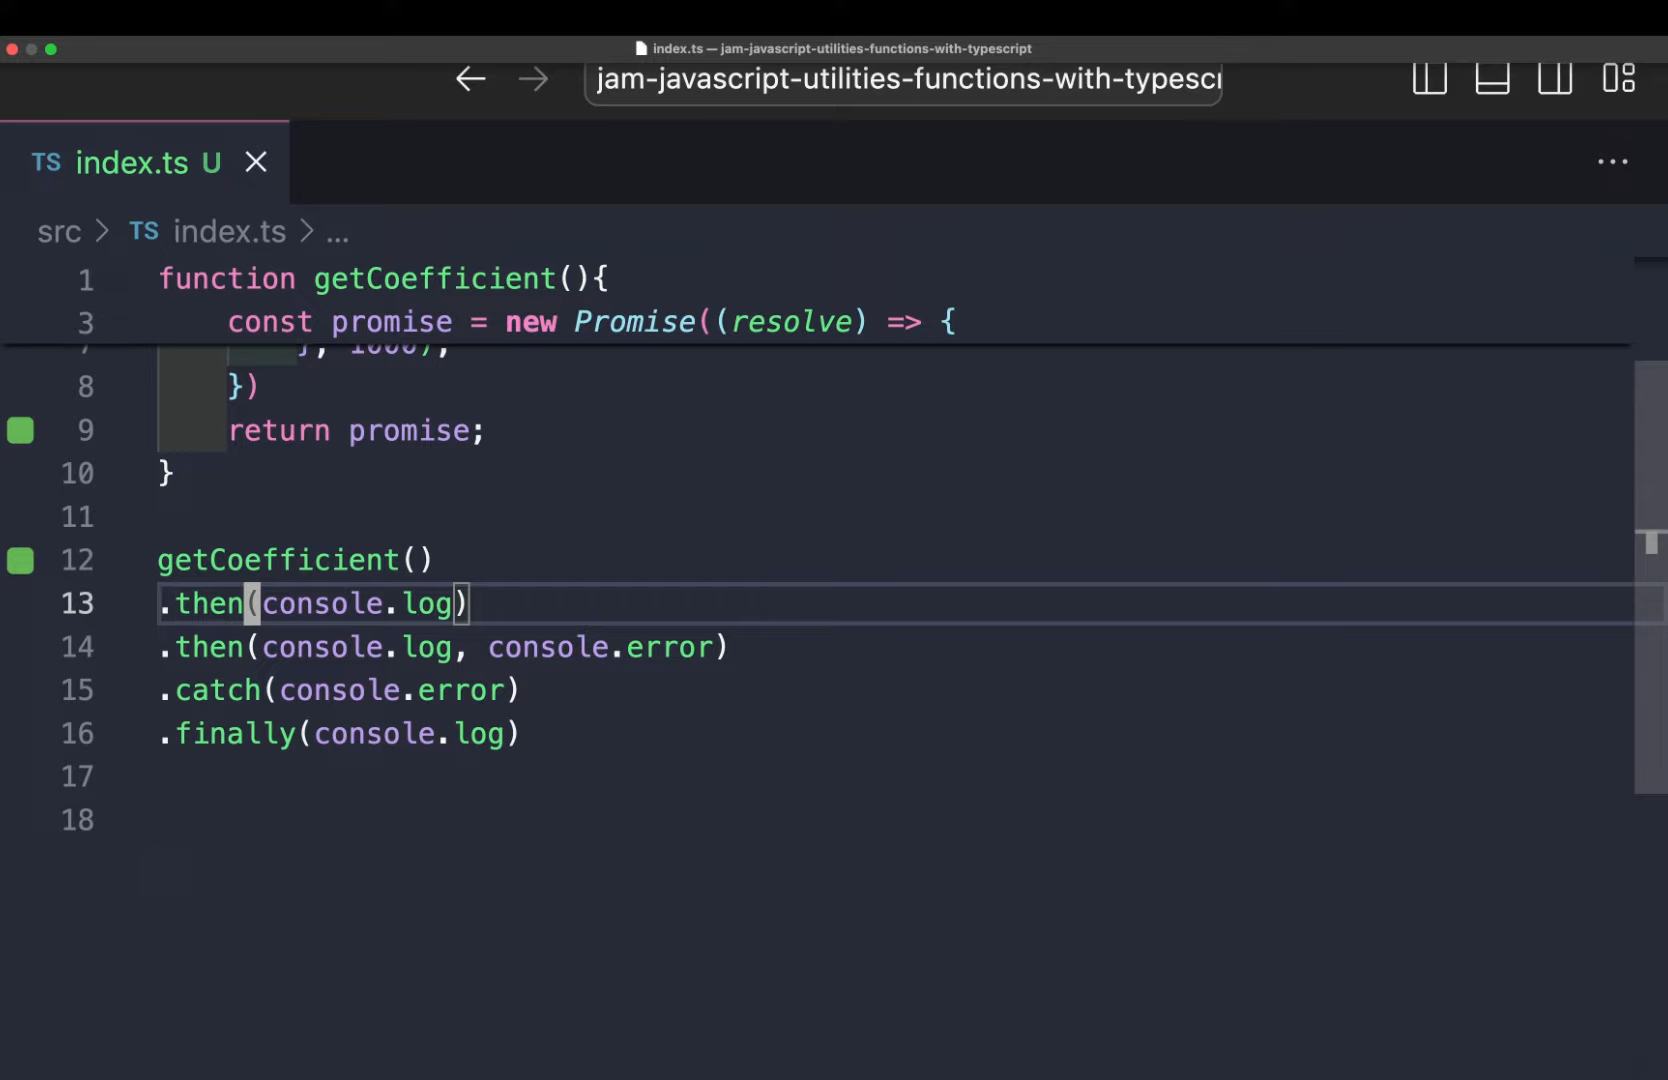 index.ts — jam-javascript-utilities-functions-with-typescript
jam-javascript-utilities-functions-with-typescr
TS index.ts U
src > TS index.ts > ...
1 function getCoefficient(){
3 const promise = new Promise((resolve) => {
7 }, 1000);
8 })
9 return promise;
10 }
11
12 getCoefficient()
13 .then(console.log)
14 .then(console.log, console.error)
15 .catch(console.error)
16 .finally(console.log)
17
18